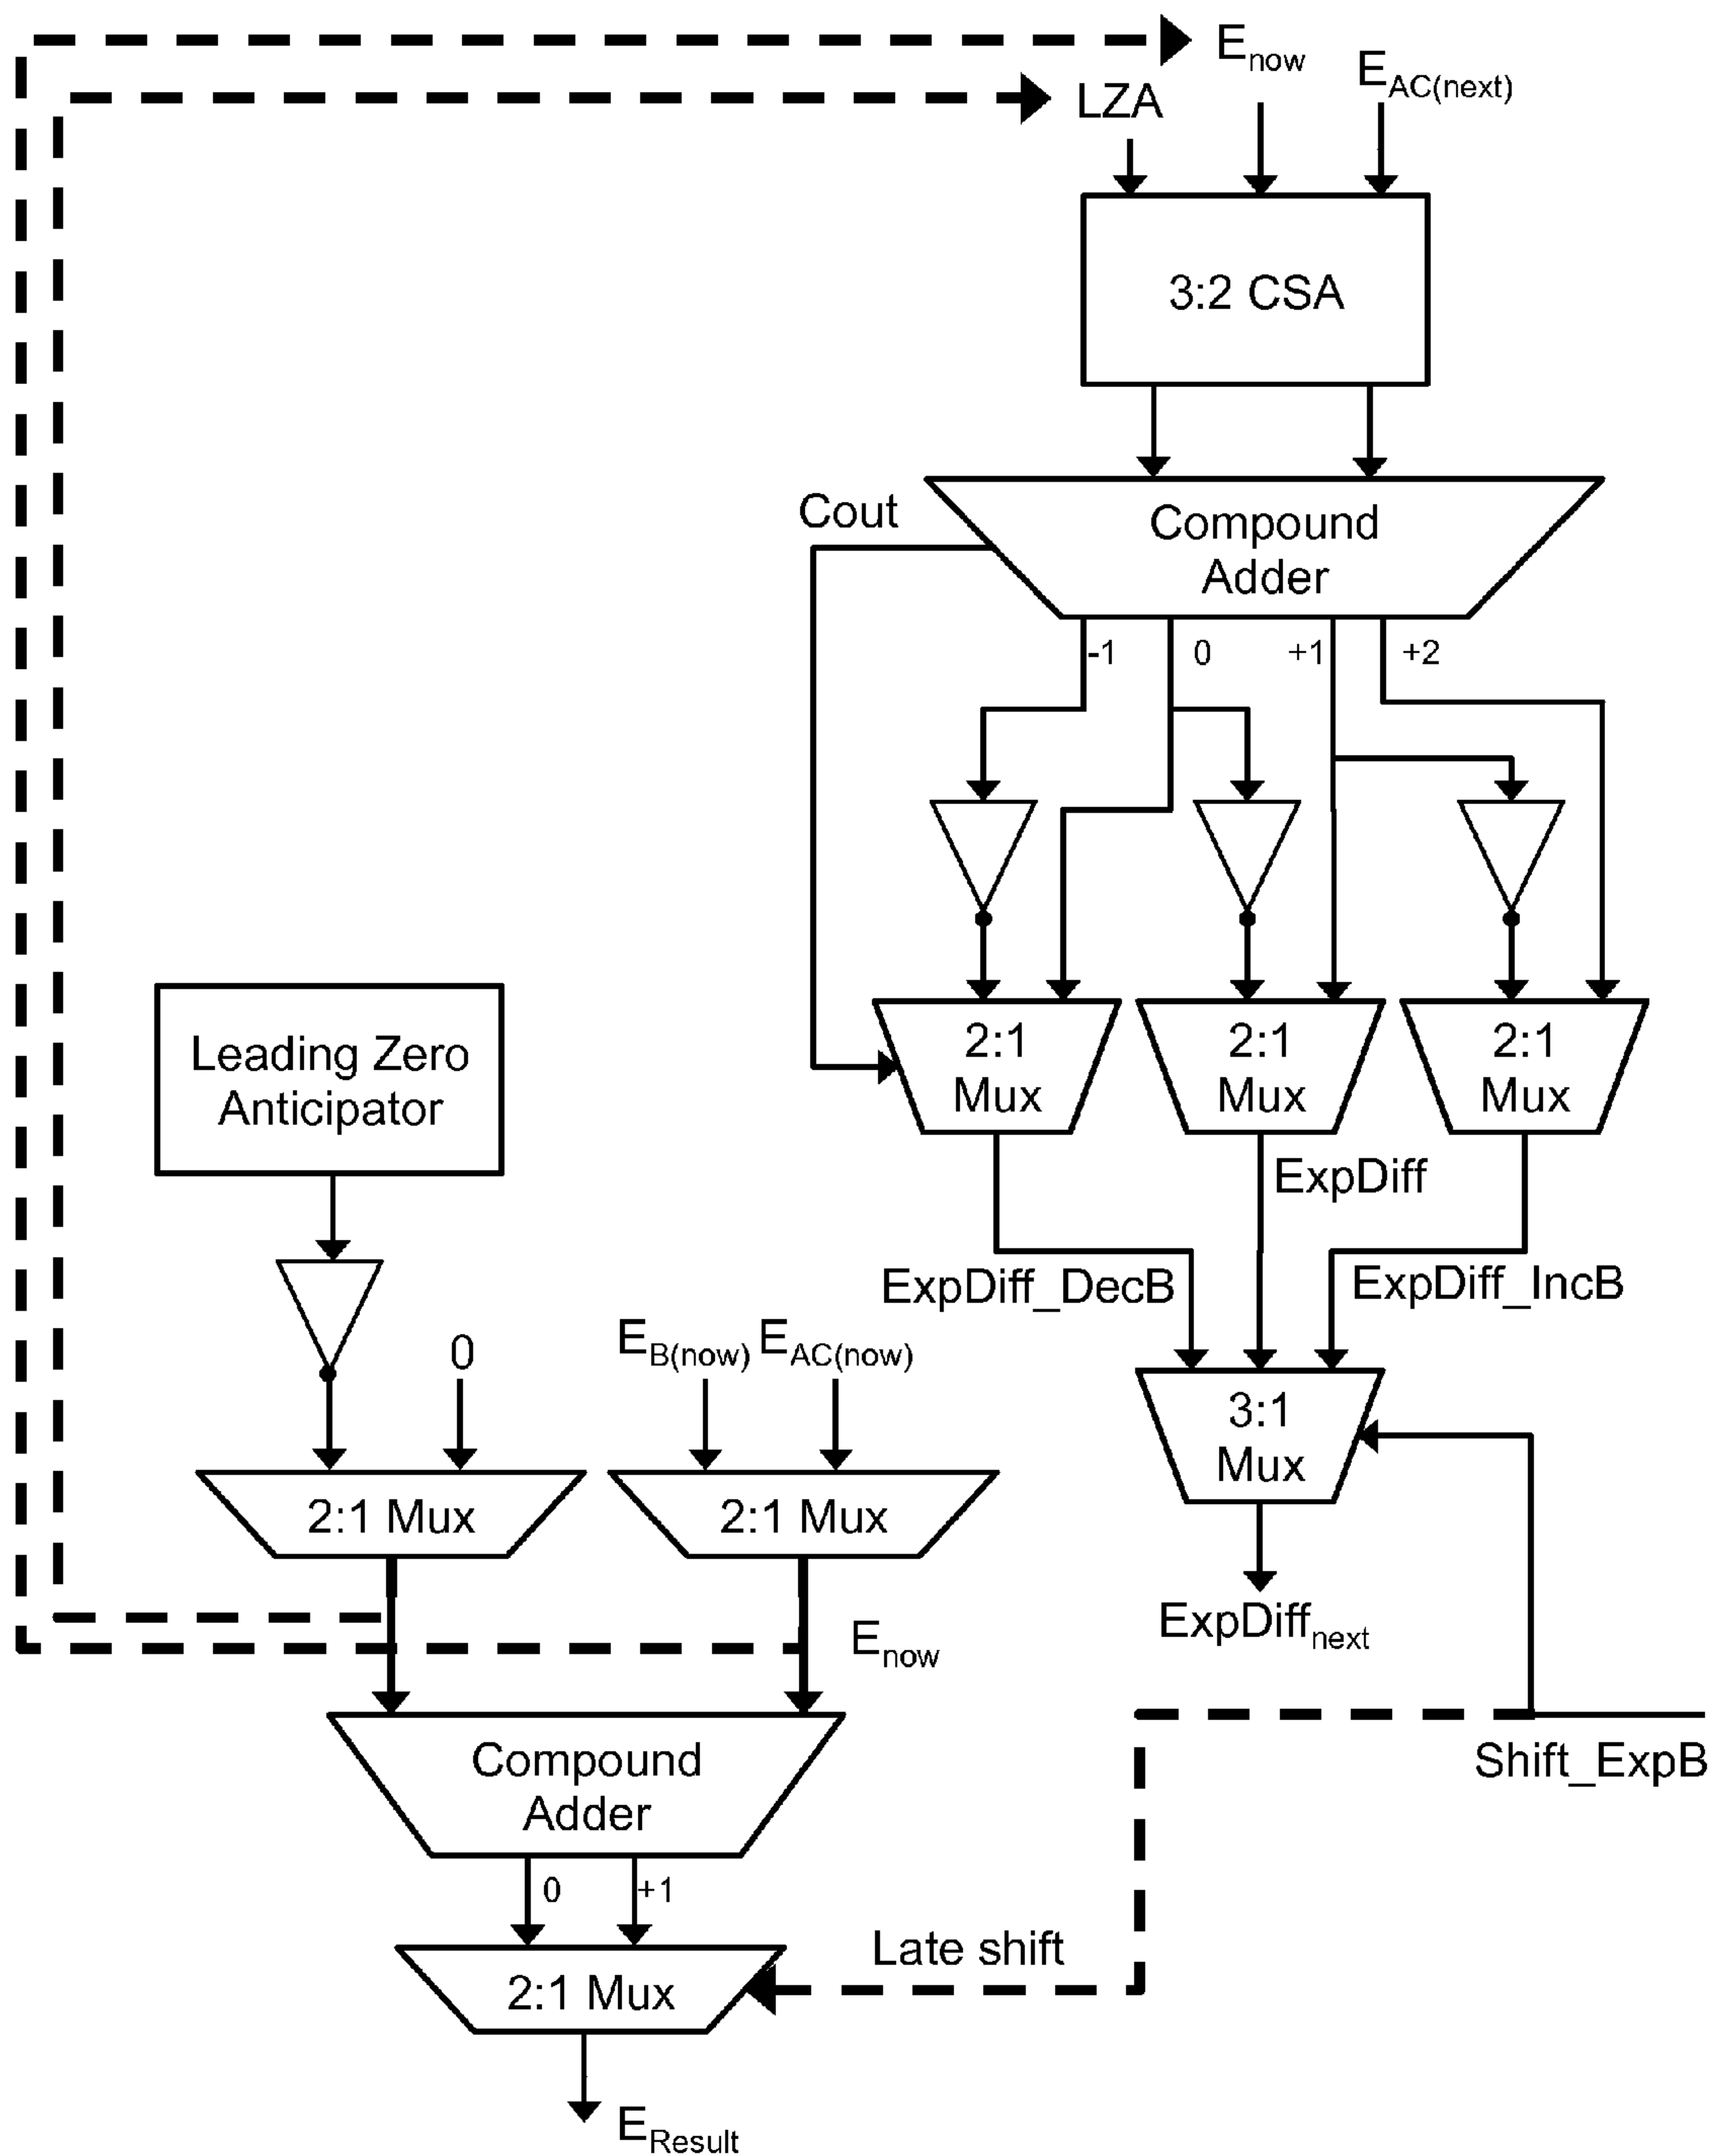 E_now
E_AC(next)
LZA
3:2 CSA
Cout
Compound
Adder
-1 0 +1 +2
2:1
Mux
2:1
Mux
2:1
Mux
Leading Zero
Anticipator
ExpDiff
ExpDiff_DecB
ExpDiff_IncB
0
E_B(now) E_AC(now)
3:1
Mux
2:1 Mux
2:1 Mux
E_now
ExpDiff_next
Shift_ExpB
Compound
Adder
0 +1
Late shift
2:1 Mux
E_Result